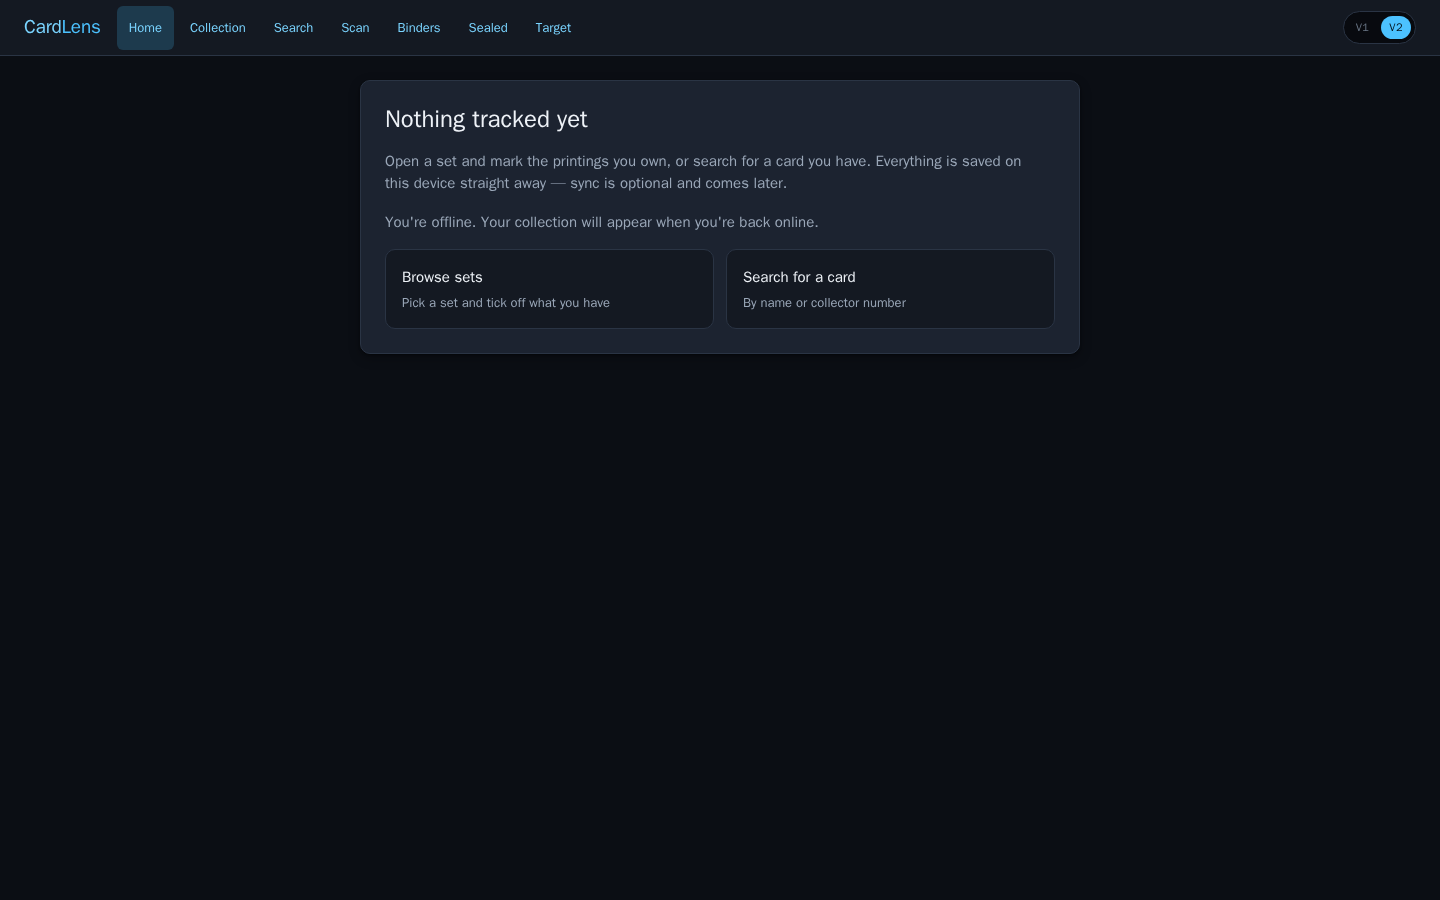 CardLens Home Collection Search Scan Binders Sealed Target V1 V2
Nothing tracked yet
Open a set and mark the printings you own, or search for a card you have. Everything is saved on
this device straight away — sync is optional and comes later.
You're offline. Your collection will appear when you're back online.
Browse sets
Pick a set and tick off what you have
Search for a card
By name or collector number